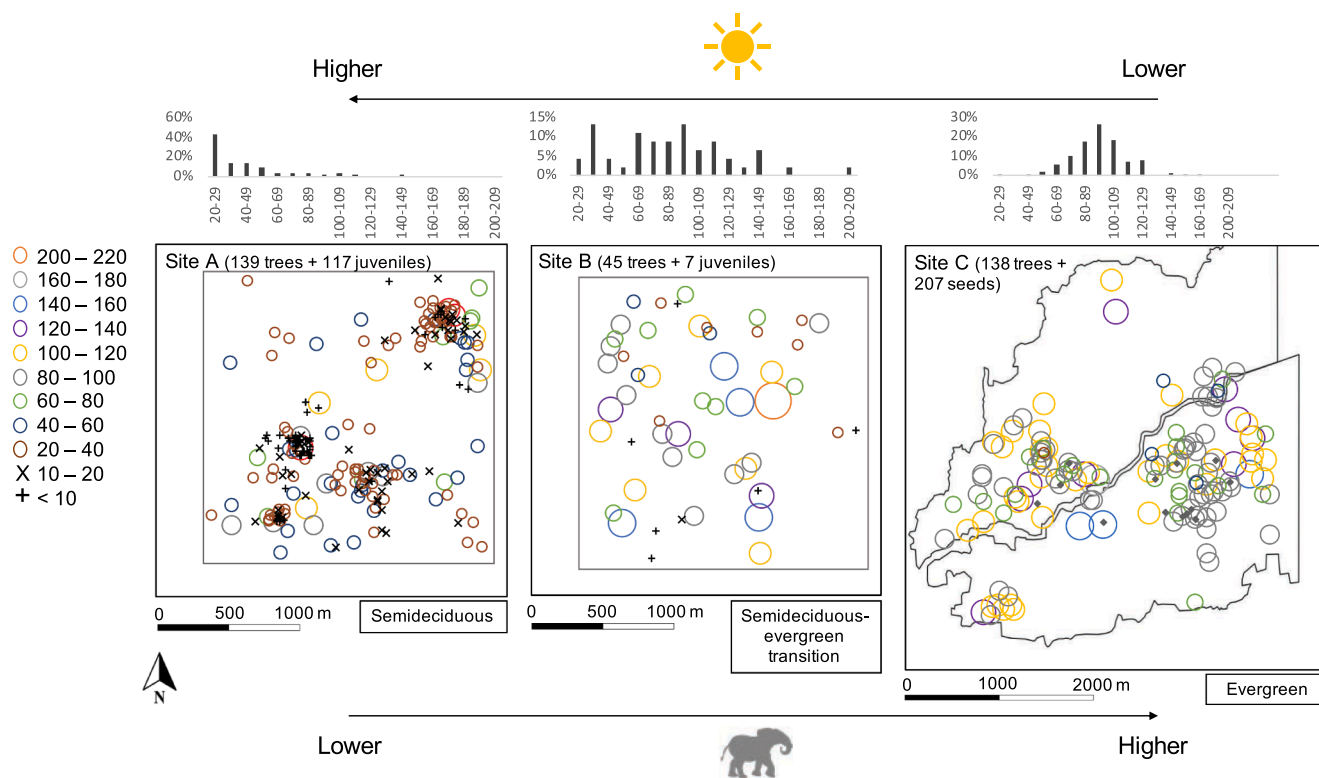 Higher
Lower
60%
40%
20%
0%
20-29
40-49
60-69
80-89
100-109
120-129
140-149
160-169
180-189
200-209
15%
10%
5%
0%
20-29
40-49
60-69
80-89
100-109
120-129
140-149
160-169
180-189
200-209
30%
20%
10%
0%
20-29
40-49
60-69
80-89
100-109
120-129
140-149
160-169
180-189
200-209
200 – 220
160 – 180
140 – 160
120 – 140
100 – 120
80 – 100
60 – 80
40 – 60
20 – 40
10 – 20
< 10
Site A (139 trees + 117 juveniles)
0 500 1000 m
Semideciduous
Site B (45 trees + 7 juveniles)
0 500 1000 m
Semideciduous-
evergreen
transition
Site C (138 trees +
207 seeds)
0 1000 2000 m
Evergreen
N
Lower
Higher